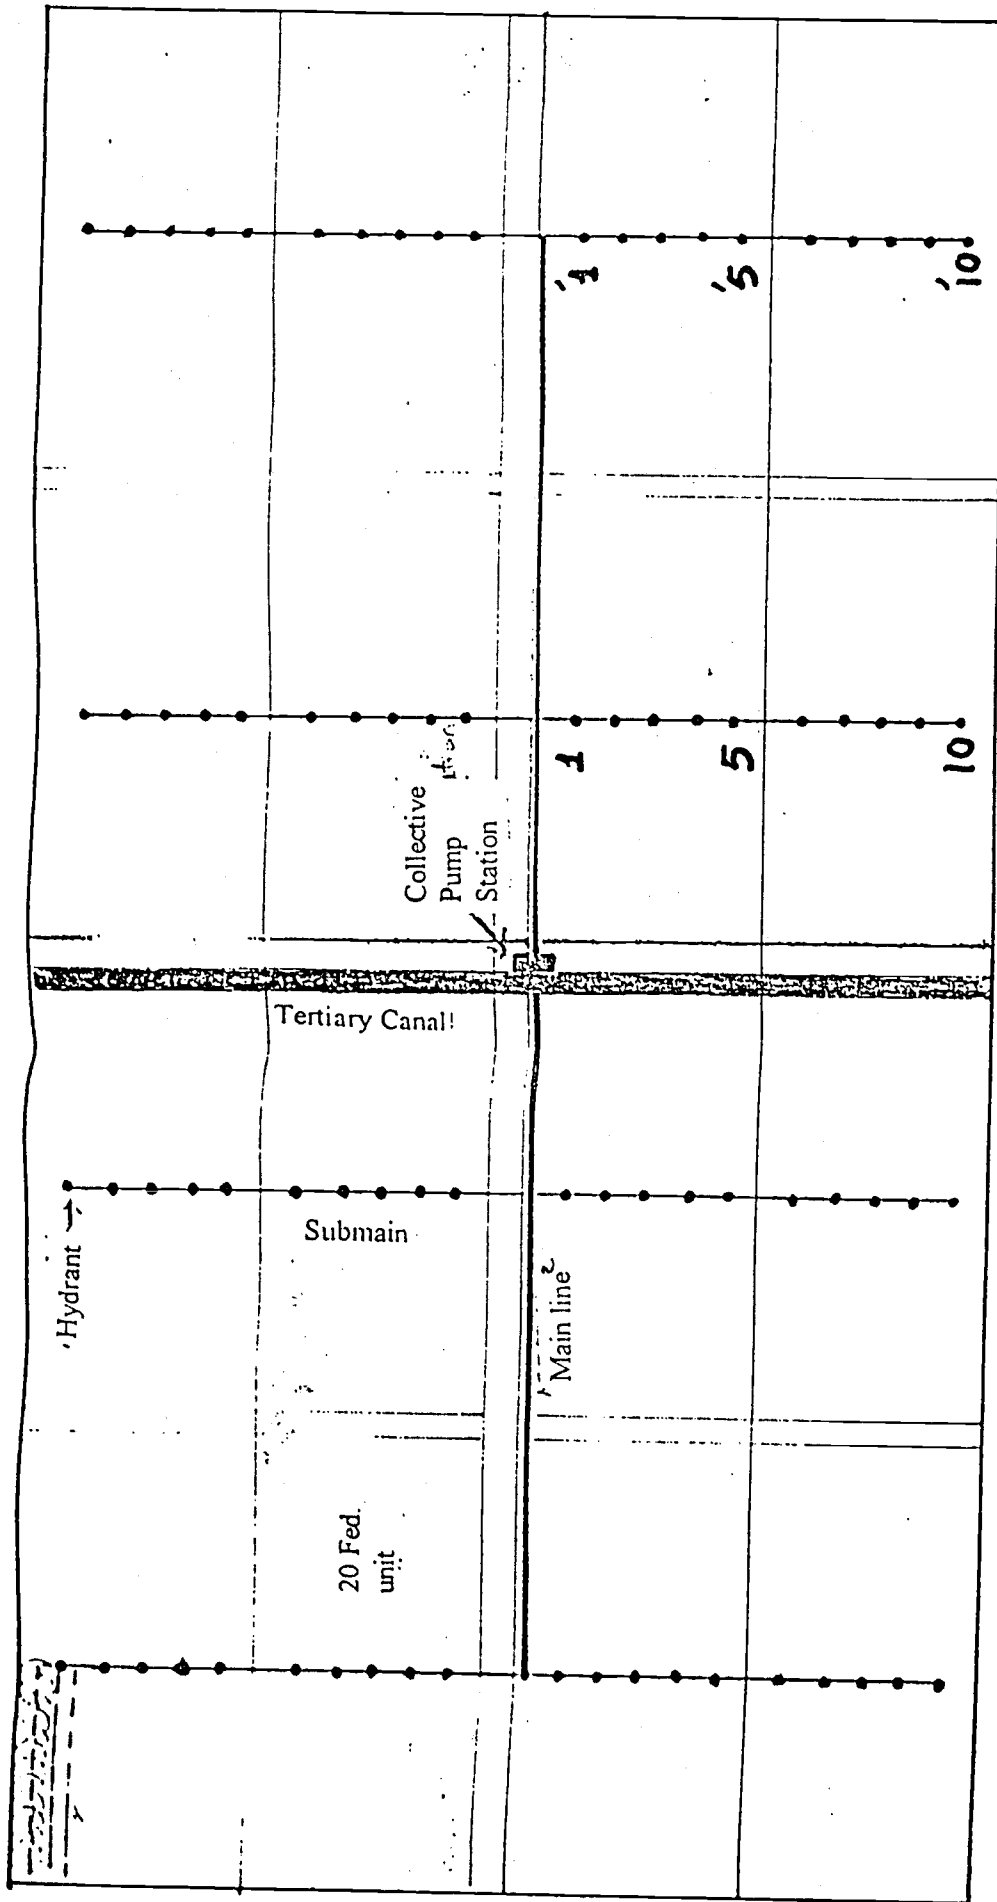 '1
'5
'10
Collective
Pump
Station
1
5
10
Tertiary Canal
Hydrant →
Submain
Main line
20 Fed.
unit